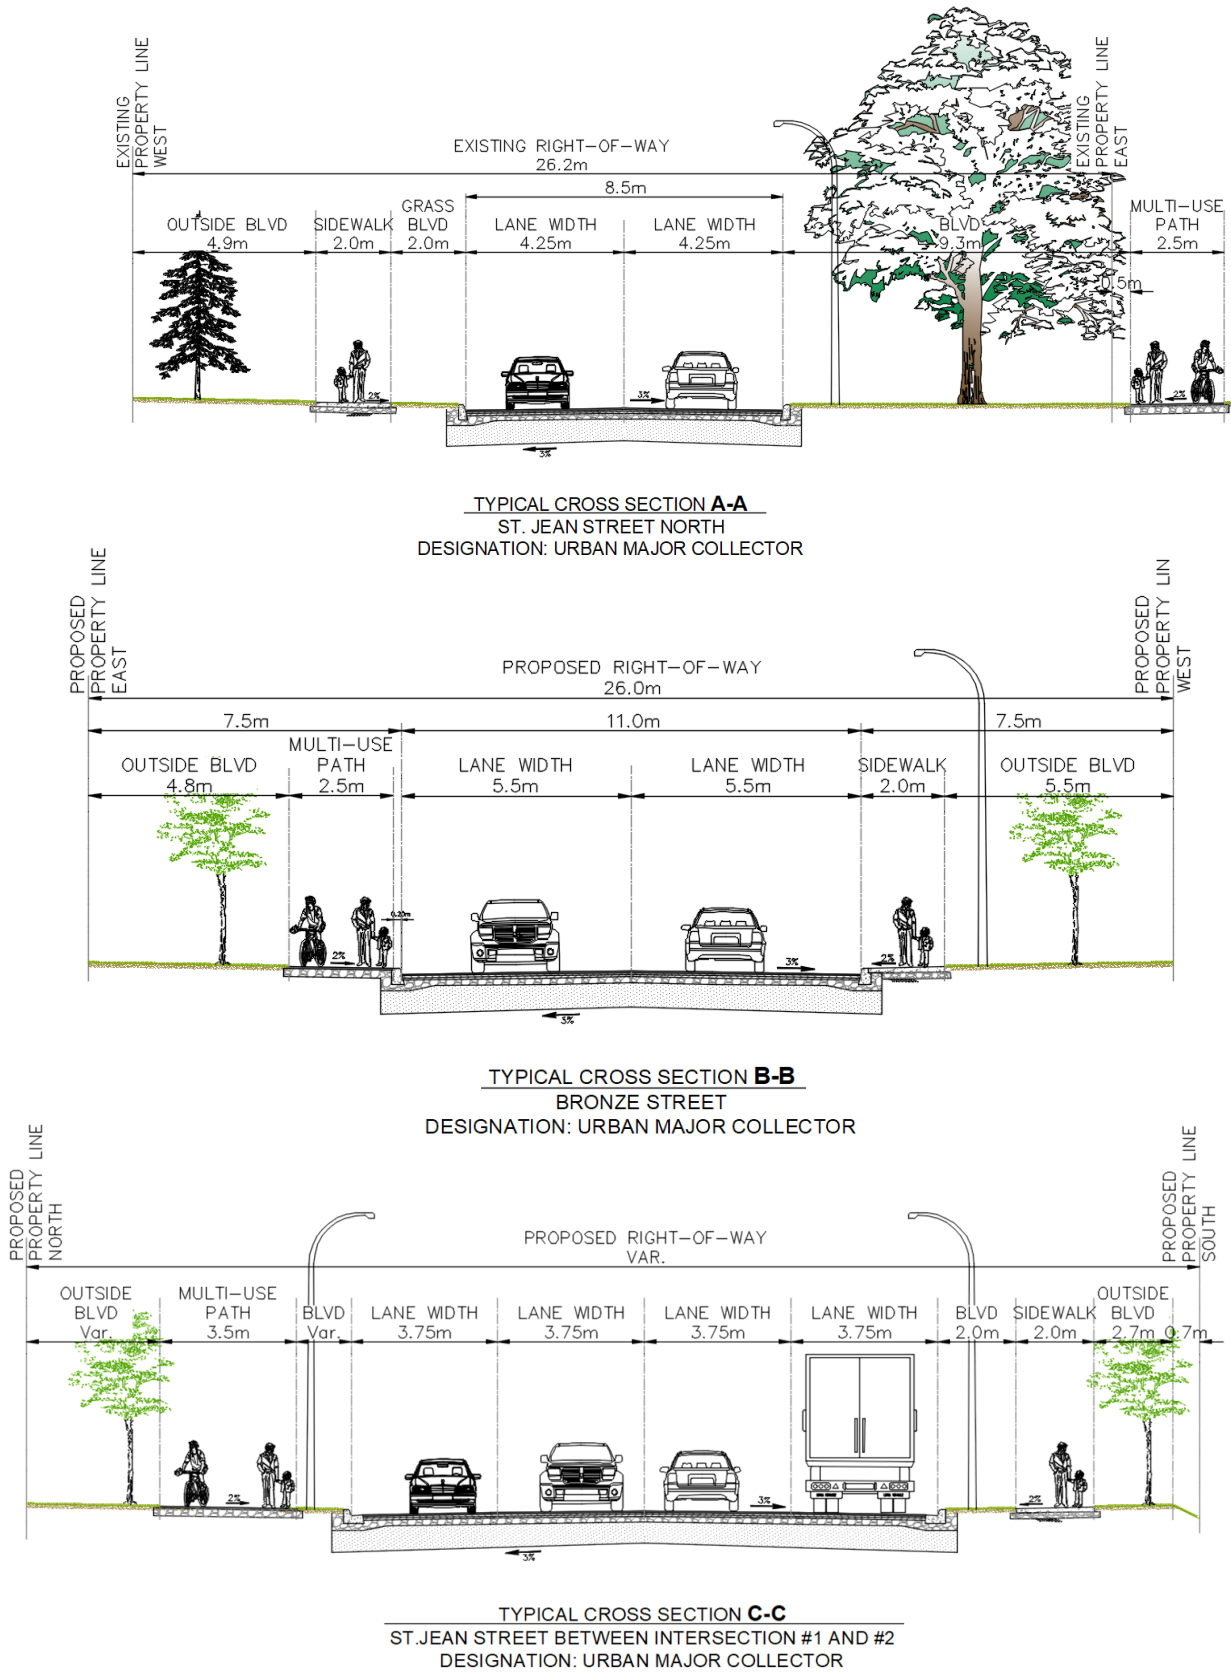 EXISTING
PROPERTY LINE
WEST
EXISTING RIGHT-OF-WAY
26.2m
8.5m
EXISTING
PROPERTY LINE
EAST
OUTSIDE BLVD
4.9m
SIDEWALK
2.0m
GRASS
BLVD
2.0m
LANE WIDTH
4.25m
LANE WIDTH
4.25m
BLVD
9.3m
MULTI-USE
PATH
2.5m
0.5m
2%
3%
2%
3%
TYPICAL CROSS SECTION A-A
ST. JEAN STREET NORTH
DESIGNATION: URBAN MAJOR COLLECTOR
PROPOSED
PROPERTY LINE
EAST
PROPOSED RIGHT-OF-WAY
26.0m
PROPOSED
PROPERTY LIN
WEST
7.5m
11.0m
7.5m
OUTSIDE BLVD
4.8m
MULTI-USE
PATH
2.5m
LANE WIDTH
5.5m
LANE WIDTH
5.5m
SIDEWALK
2.0m
OUTSIDE BLVD
5.5m
0.20m
2%
3%
2%
3%
TYPICAL CROSS SECTION B-B
BRONZE STREET
DESIGNATION: URBAN MAJOR COLLECTOR
PROPOSED
PROPERTY LINE
NORTH
PROPOSED RIGHT-OF-WAY
VAR.
PROPOSED
PROPERTY LINE
SOUTH
OUTSIDE
BLVD
Var.
MULTI-USE
PATH
3.5m
BLVD
Var.
LANE WIDTH
3.75m
LANE WIDTH
3.75m
LANE WIDTH
3.75m
LANE WIDTH
3.75m
BLVD
2.0m
SIDEWALK
2.0m
OUTSIDE
BLVD
2.7m
0.7m
2%
3%
2%
3%
TYPICAL CROSS SECTION C-C
ST.JEAN STREET BETWEEN INTERSECTION #1 AND #2
DESIGNATION: URBAN MAJOR COLLECTOR